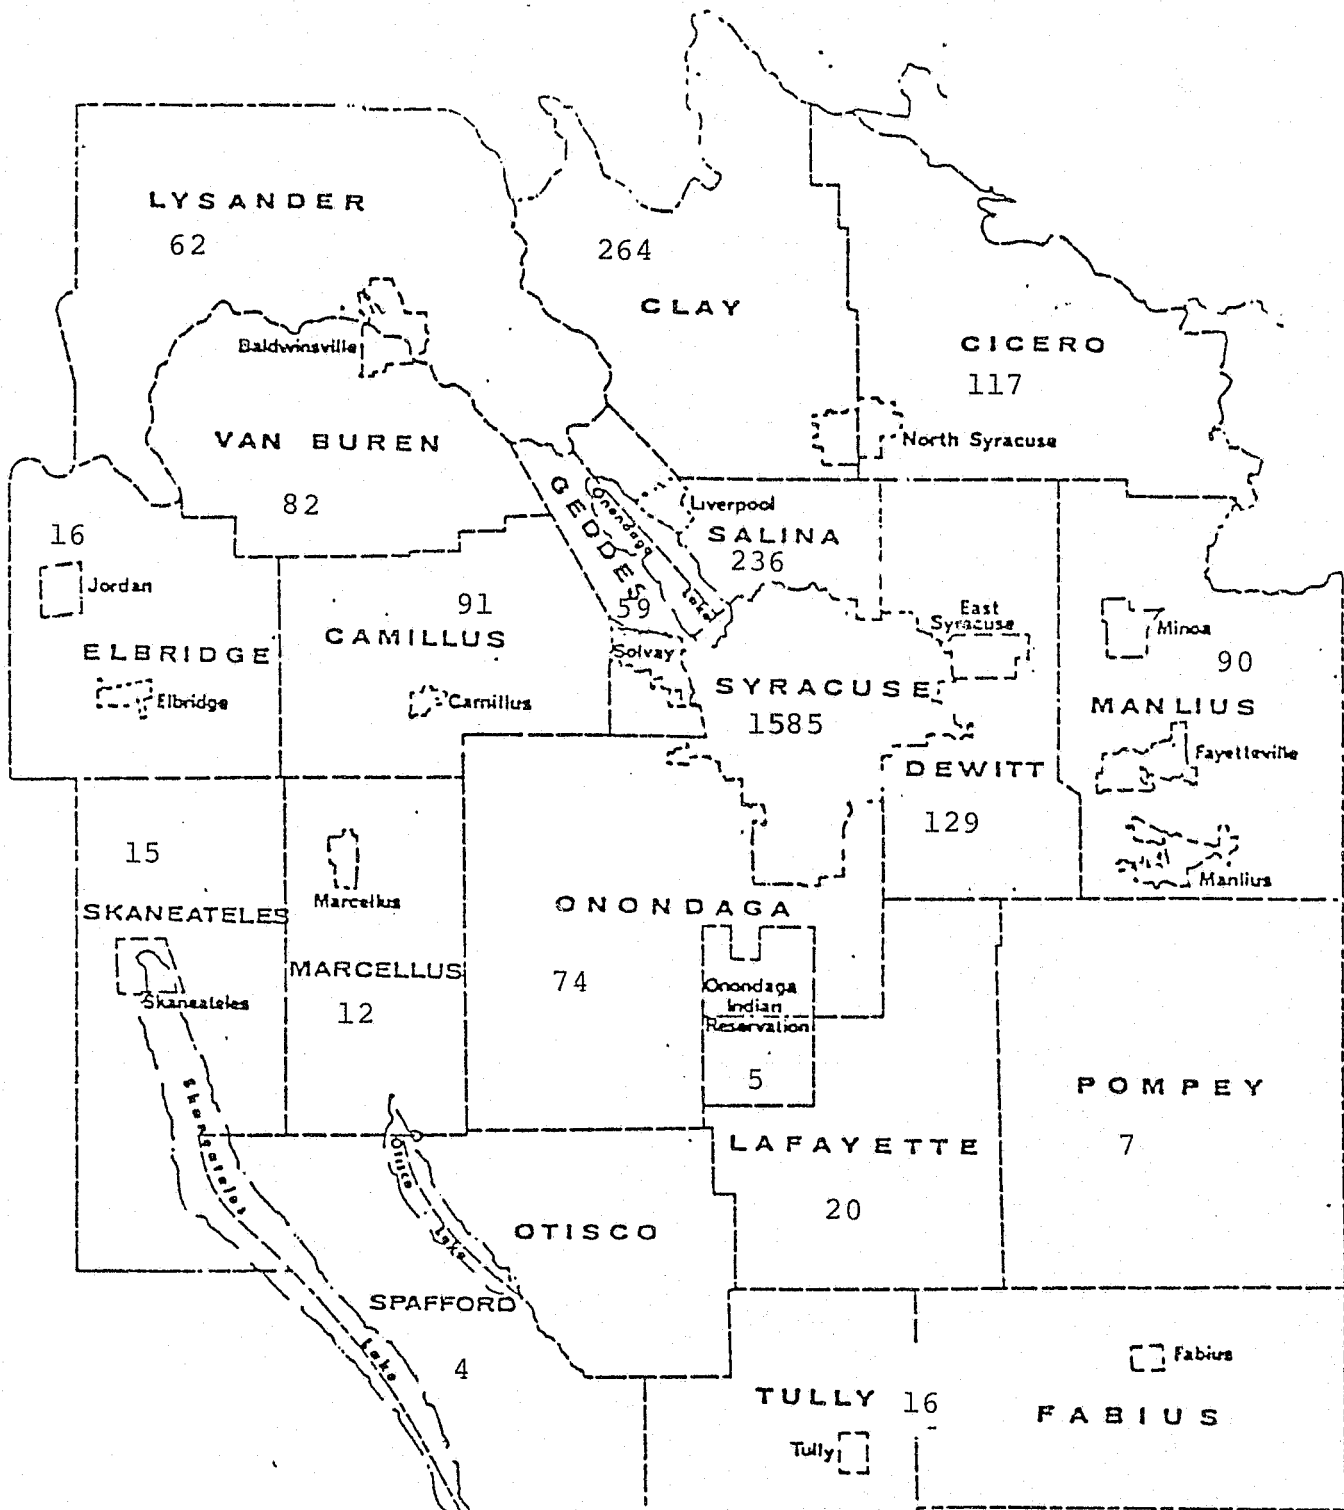 LYSANDER
62
264
CLAY
CICERO
117
Baldwinsville
VAN BUREN
82
North Syracuse
GEDDES
59
Onondaga
Lake
Liverpool
SALINA
236
16
Jordan
ELBRIDGE
Elbridge
91
CAMILLUS
Camillus
Solvay
SYRACUSE
1585
East
Syracuse
Minoa
90
MANLIUS
Fayetteville
Manlius
DEWITT
129
15
SKANEATELES
Skaneateles
Marcellus
MARCELLUS
12
ONONDAGA
74
Onondaga
Indian
Reservation
5
POMPEY
7
LAFAYETTE
20
Skaneateles
Lake
Otisco
Lake
OTISCO
SPAFFORD
4
TULLY
16
Tully
Fabius
FABIUS